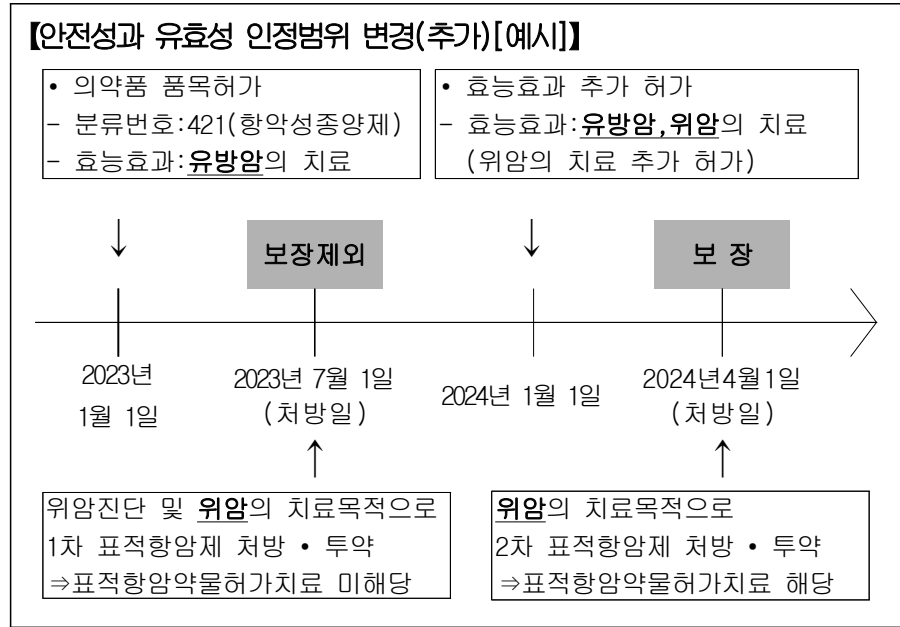 【안전성과 유효성 인정범위 변경(추가)[예시]】
• 의약품 품목허가
- 분류번호:421(항악성종양제)
- 효능효과:유방암의 치료
• 효능효과 추가 허가
- 효능효과:유방암,위암의 치료
(위암의 치료 추가 허가)
보장제외
보 장
2023년
1월 1일
2023년 7월 1일
(처방일)
2024년 1월 1일
2024년4월1일
(처방일)
위암진단 및 위암의 치료목적으로
1차 표적항암제 처방 • 투약
⇒표적항암약물허가치료 미해당
위암의 치료목적으로
2차 표적항암제 처방 • 투약
⇒표적항암약물허가치료 해당